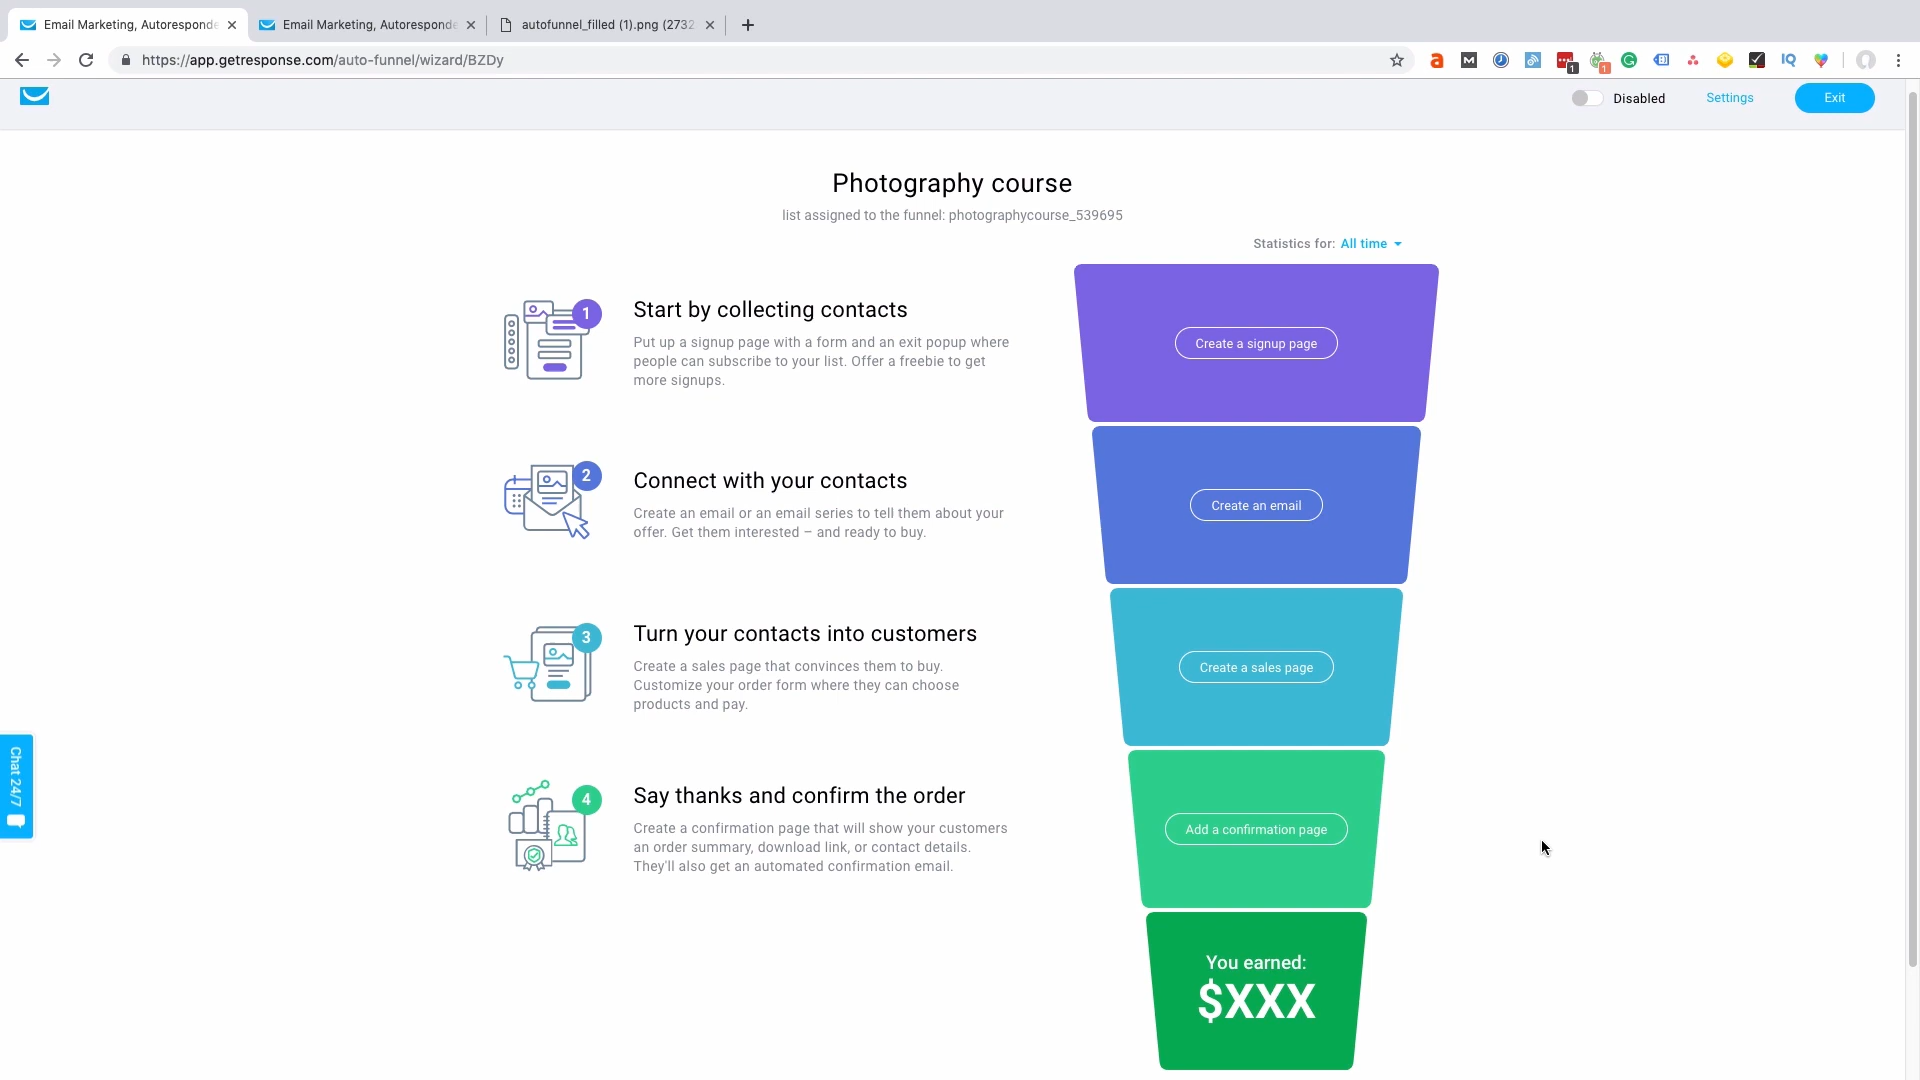 Email Marketing, Autoresponde
Email Marketing, Autoresponde
autofunnel_filled (1).png (2732
https://app.getresponse.com/auto-funnel/wizard/BZDy
Disabled
Settings
Exit
Photography course
list assigned to the funnel: photographycourse_539695
Statistics for: All time
1
Start by collecting contacts
Put up a signup page with a form and an exit popup where
people can subscribe to your list. Offer a freebie to get
more signups.
Create a signup page
2
Connect with your contacts
Create an email or an email series to tell them about your
offer. Get them interested – and ready to buy.
Create an email
3
Turn your contacts into customers
Create a sales page that convinces them to buy.
Customize your order form where they can choose
products and pay.
Create a sales page
Chat 24/7
4
Say thanks and confirm the order
Create a confirmation page that will show your customers
an order summary, download link, or contact details.
They'll also get an automated confirmation email.
Add a confirmation page
You earned:
$XXX